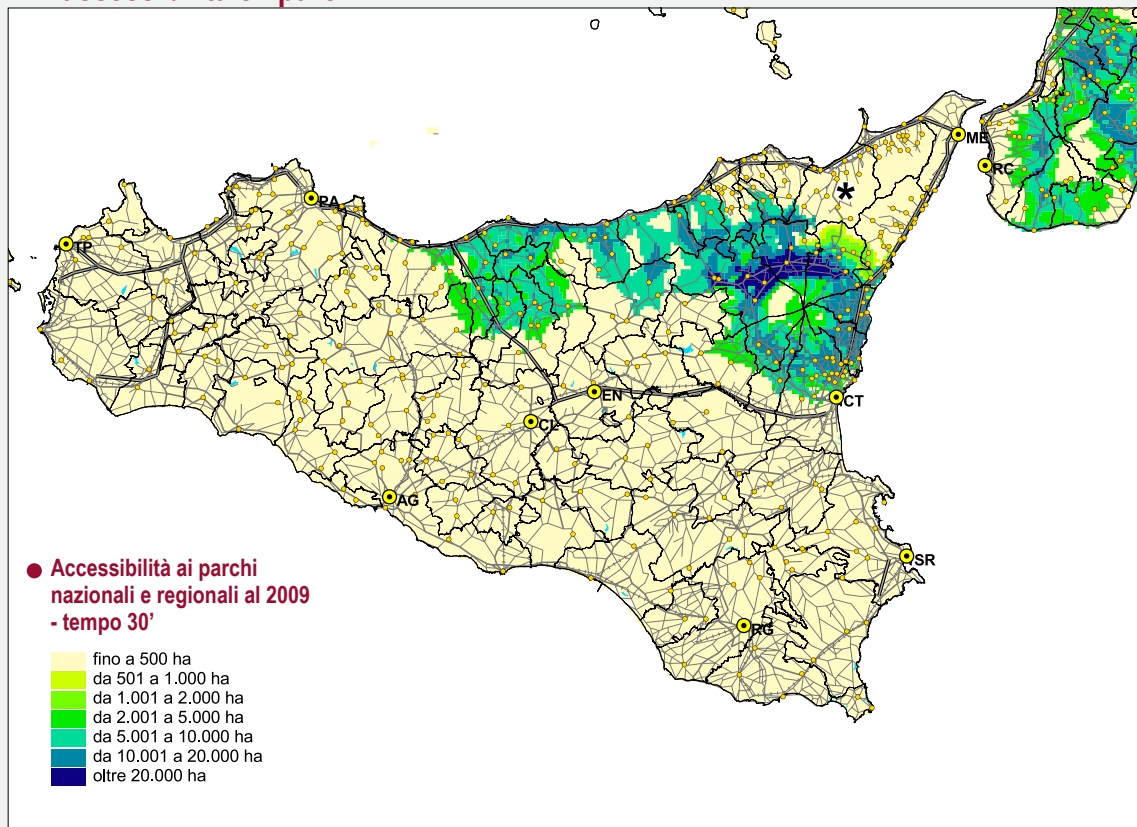 ME
RC
PA
TP
EN
CL
CT
AG
SR
RG
*
Accessibilità ai parchi
nazionali e regionali al 2009
- tempo 30'
fino a 500 ha
da 501 a 1.000 ha
da 1.001 a 2.000 ha
da 2.001 a 5.000 ha
da 5.001 a 10.000 ha
da 10.001 a 20.000 ha
oltre 20.000 ha